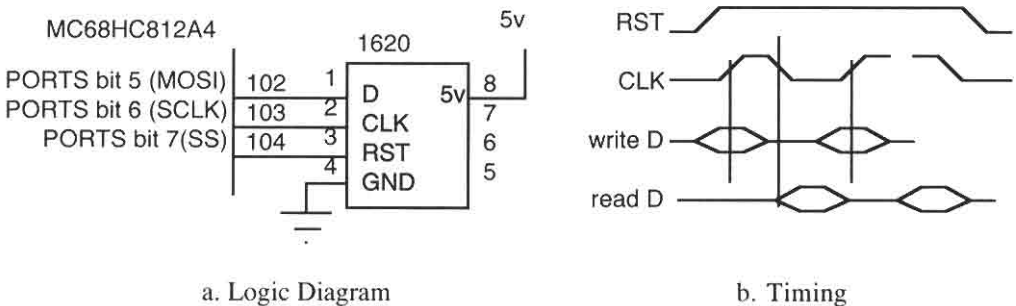 MC68HC812A4
1620
5v
PORTS bit 5 (MOSI) 102 1 D 5v 8
PORTS bit 6 (SCLK) 103 2 CLK 7
PORTS bit 7(SS) 104 3 RST 6
4 GND 5
a. Logic Diagram
RST
CLK
write D
read D
b. Timing